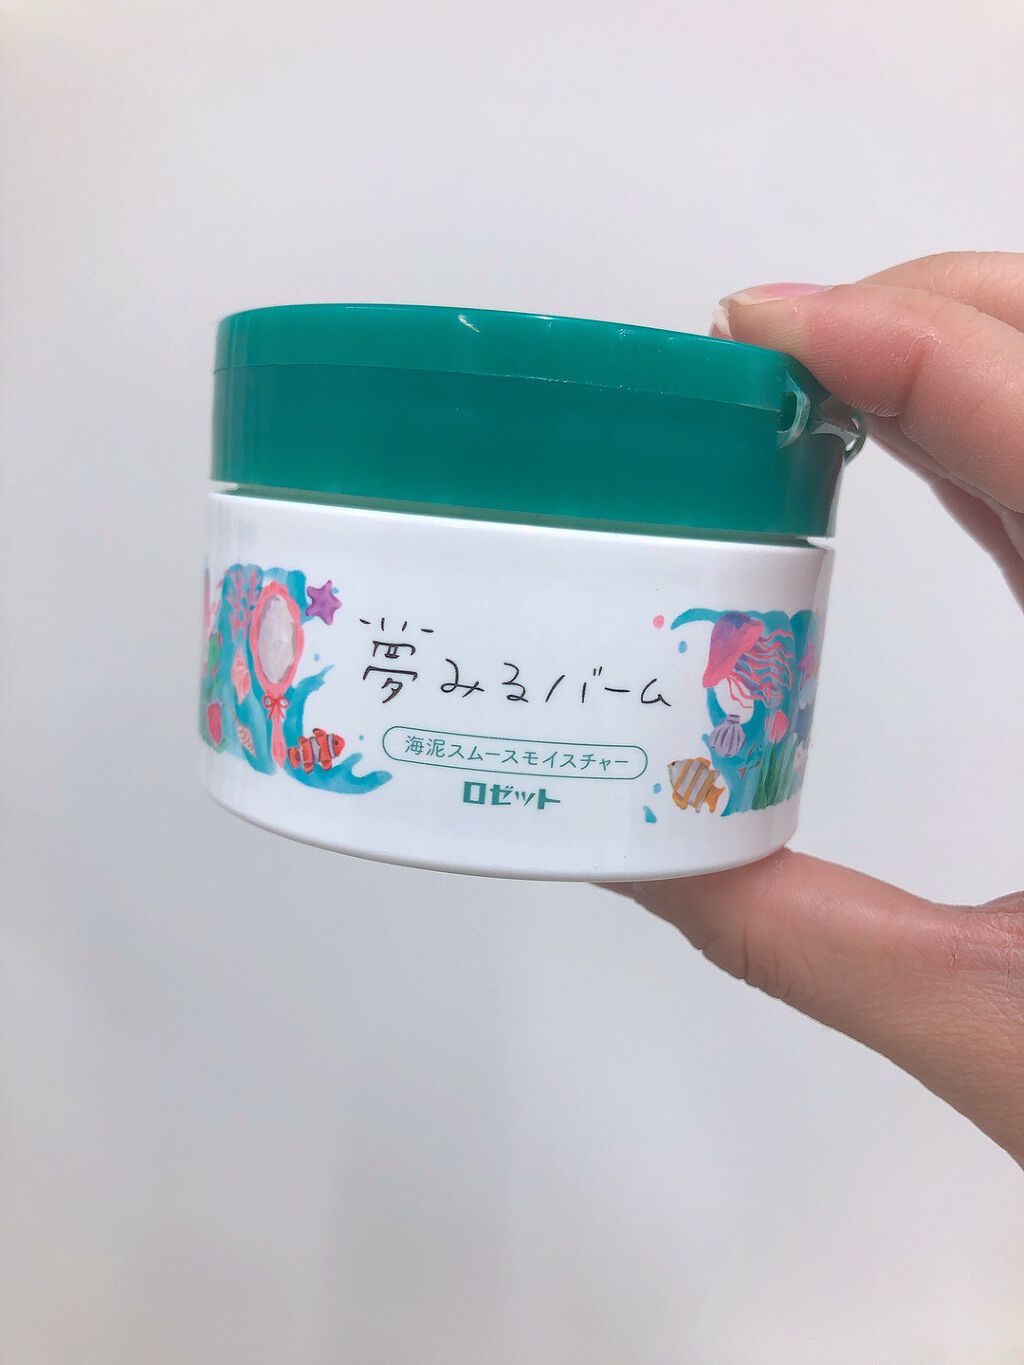 夢みるバーム
海泥スムースモイスチャー
ロゼット